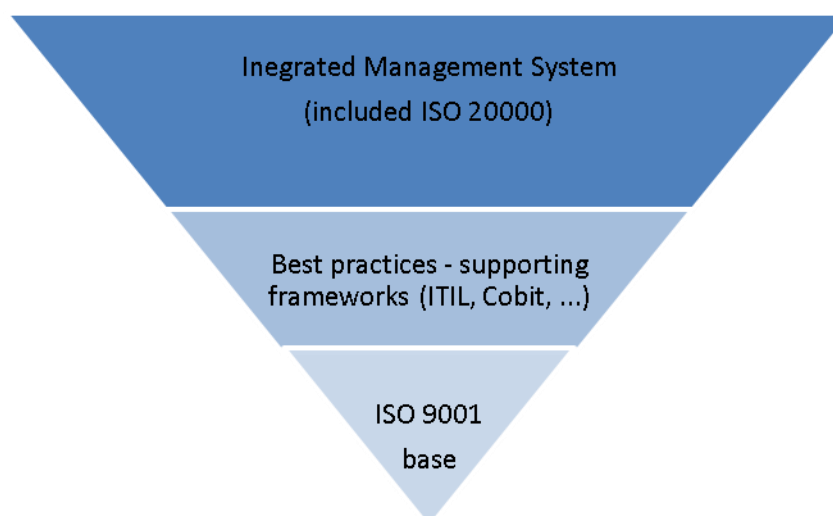 Inegrated Management System
(included ISO 20000)
Best practices - supporting
frameworks (ITIL, Cobit, ...)
ISO 9001
base